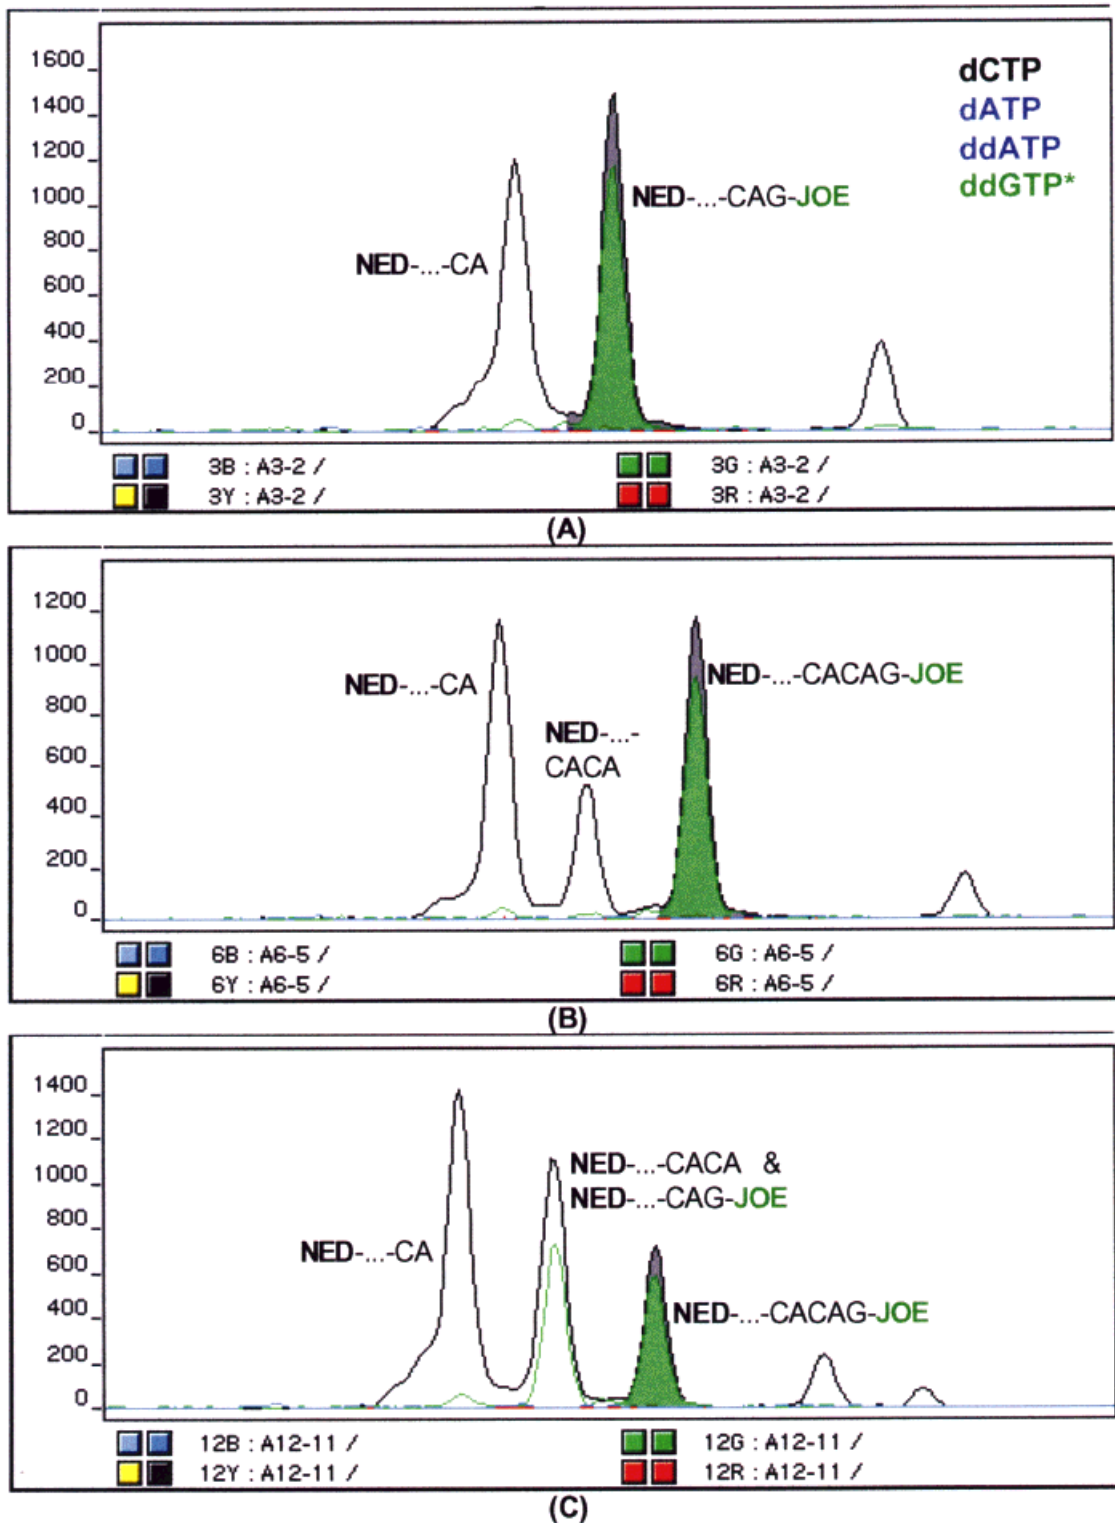 1600
1400
1200
1000
800
600
400
200
0
dCTP
dATP
ddATP
ddGTP*
NED-...-CAG-JOE
NED-...-CA
3B : A3-2 / 3G : A3-2 /
3Y : A3-2 / 3R : A3-2 /
(A)
1200
1000
800
600
400
200
0
NED-...-CA
NED-...-
CACA
NED-...-CACAG-JOE
6B : A6-5 / 6G : A6-5 /
6Y : A6-5 / 6R : A6-5 /
(B)
1400
1200
1000
800
600
400
200
0
NED-...-CACA &
NED-...-CAG-JOE
NED-...-CA
NED-...-CACAG-JOE
12B : A12-11 / 12G : A12-11 /
12Y : A12-11 / 12R : A12-11 /
(C)